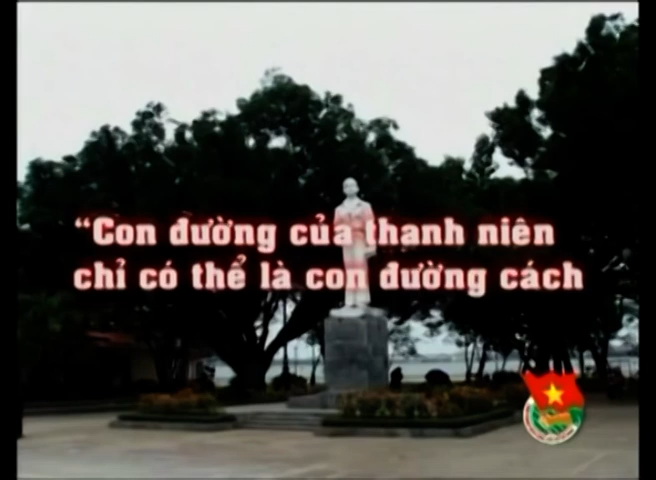 “Con đường của thanh niên
chỉ có thể là con đường cách